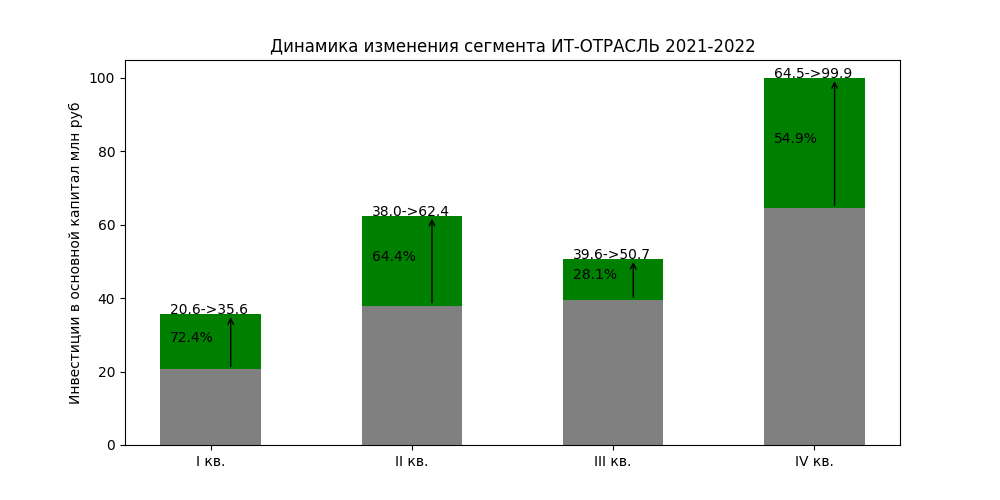 Динамика изменения сегмента ИТ-ОТРАСЛЬ 2021-2022
Инвестиции в основной капитал млн руб
100
80
60
40
20
0
20.6->35.6
72.4%
38.0->62.4
64.4%
39.6->50.7
28.1%
64.5->99.9
54.9%
I кв.
II кв.
III кв.
IV кв.